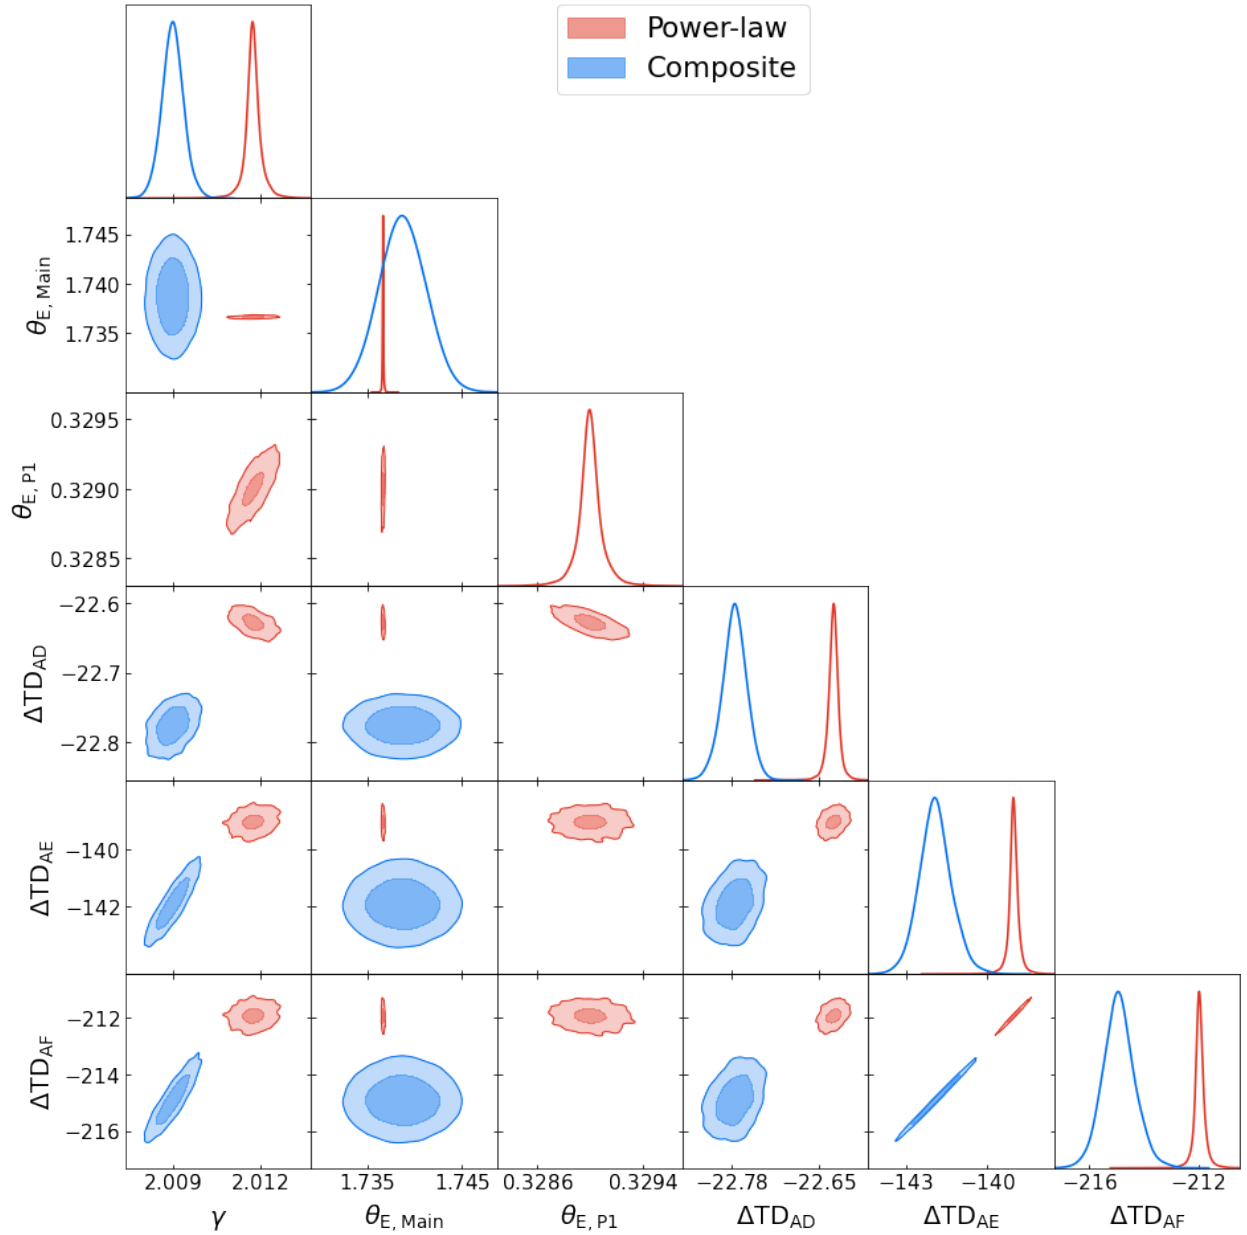 Power-law
Composite
1.745
1.740
1.735
θE, Main
0.3295
0.3290
0.3285
θE, P1
−22.6
−22.7
−22.8
ΔTDAD
−140
−142
ΔTDAE
−212
−214
−216
ΔTDAF
2.009 2.012 1.735 1.745 0.3286 0.3294 −22.78 −22.65 −143 −140 −216 −212
γ θE, Main θE, P1 ΔTDAD ΔTDAE ΔTDAF